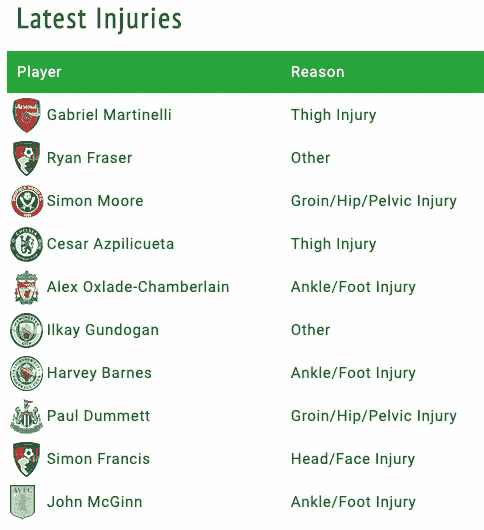 Latest Injuries
Player Reason
Gabriel Martinelli Thigh Injury
Ryan Fraser Other
Simon Moore Groin/Hip/Pelvic Injury
Cesar Azpilicueta Thigh Injury
Alex Oxlade-Chamberlain Ankle/Foot Injury
Ilkay Gundogan Other
Harvey Barnes Ankle/Foot Injury
Paul Dummett Groin/Hip/Pelvic Injury
Simon Francis Head/Face Injury
John McGinn Ankle/Foot Injury